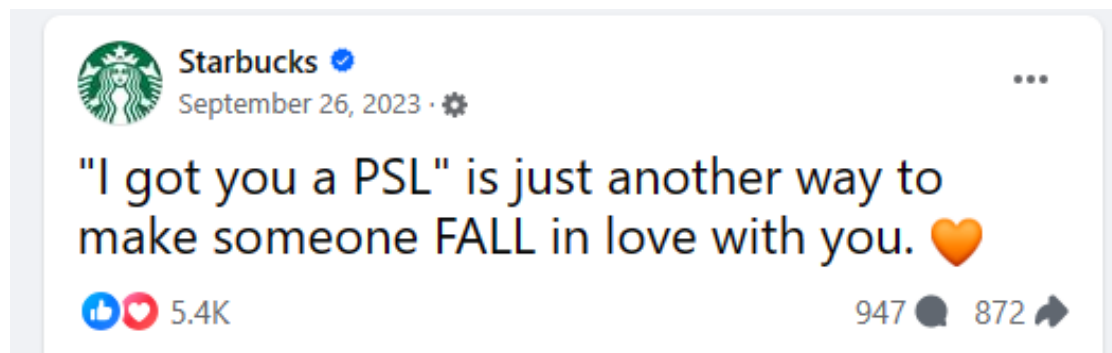 Starbucks
September 26, 2023 ·
"I got you a PSL" is just another way to
make someone FALL in love with you. 🧡
5.4K
947 872